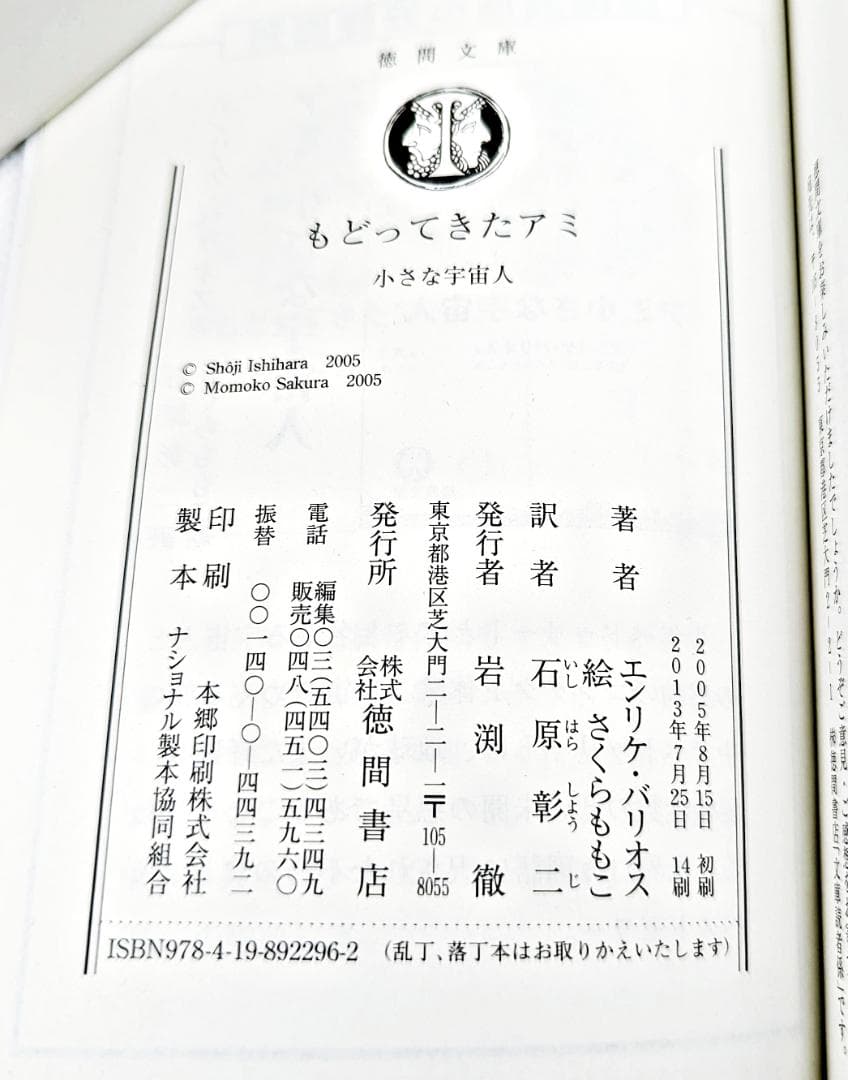 徳間文庫
もどってきたアミ
小さな宇宙人
© Shôji Ishihara 2005
© Momoko Sakura 2005
2005年8月15日 初刷
2013年7月25日 14刷
著者 エンリケ・バリオス
絵 さくらももこ
訳者 石原彰二
いし はら しよう じ
発行者 岩渕徹
東京都港区芝大門二―二―一〒105―8055
発行所 株式会社徳間書店
電話 編集〇三(五四〇三)四三四九
販売〇四八(四五一)五九六〇
振替 〇〇一四〇―〇―四四三九二
印刷 本郷印刷株式会社
製本 ナショナル製本協同組合
ISBN978-4-19-892296-2 (乱丁、落丁本はお取りかえいたします)